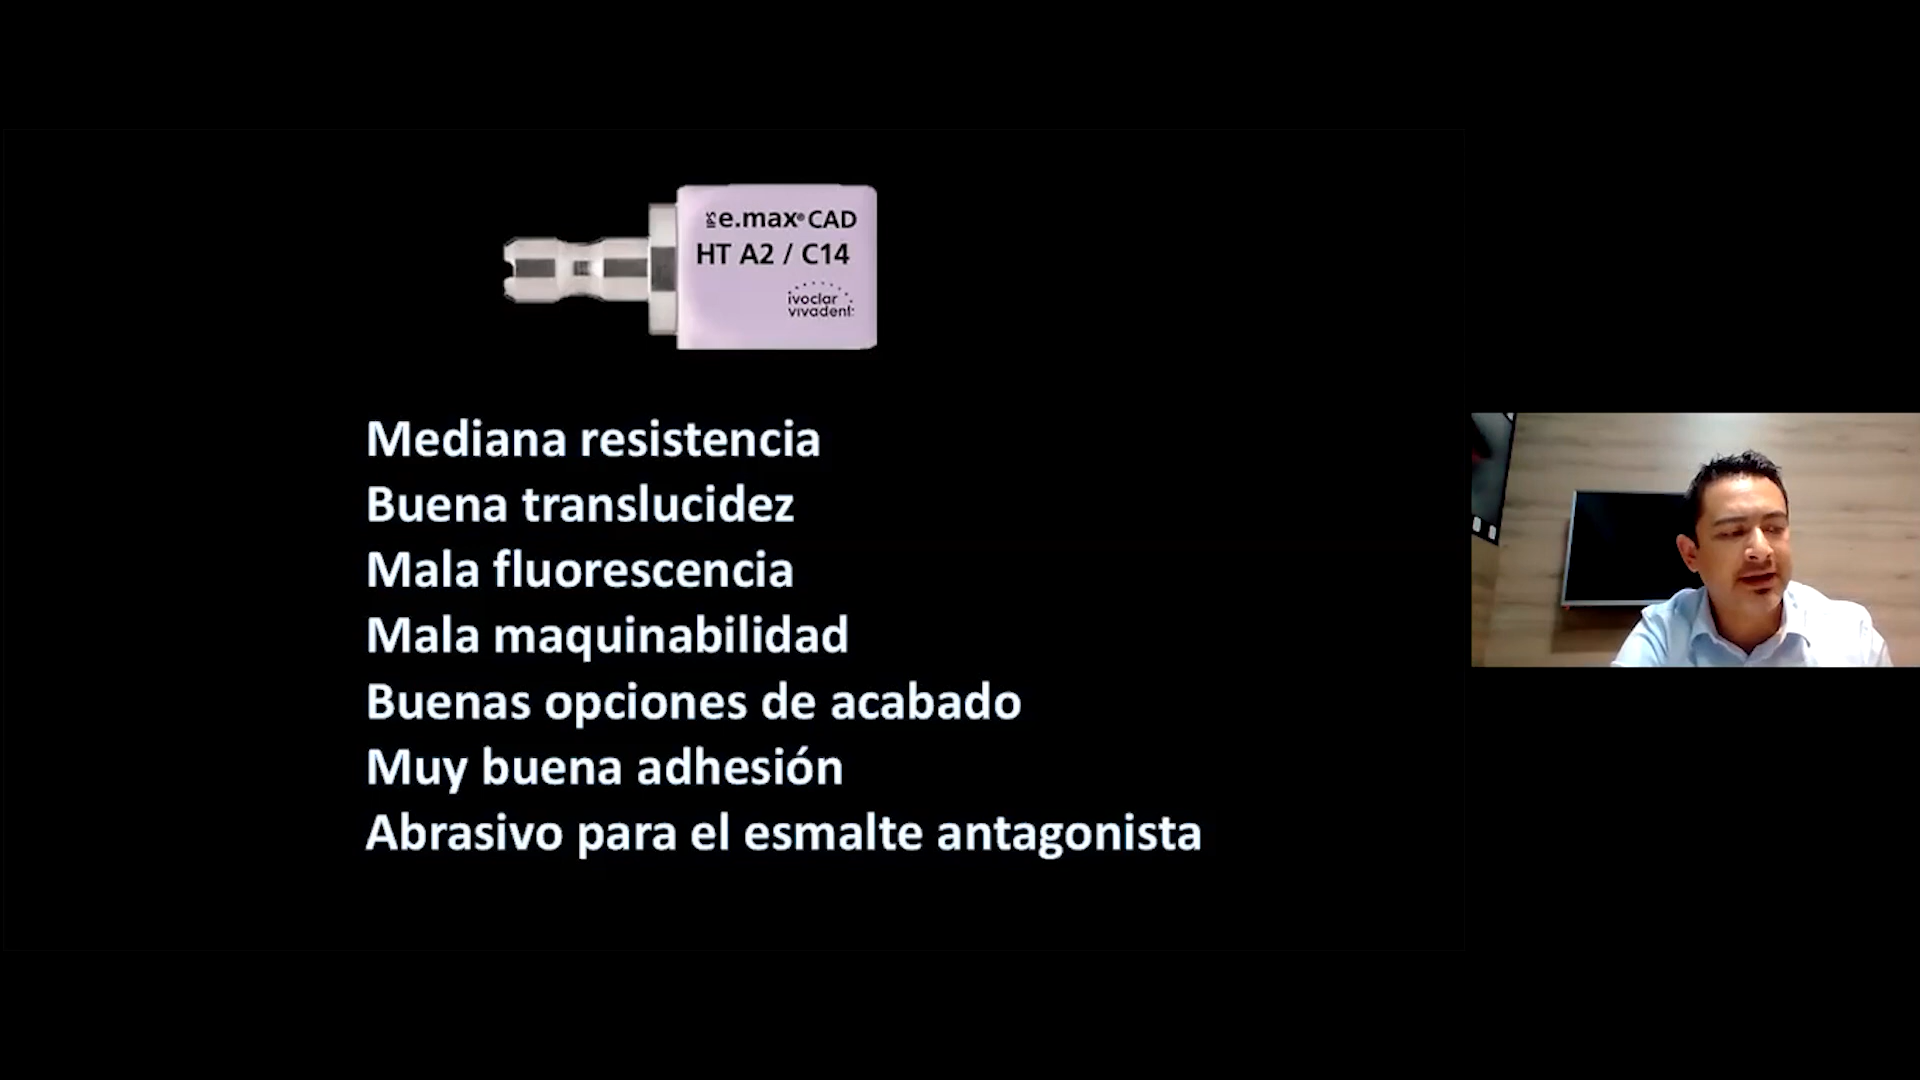 IPS e.max® CAD
HT A2 / C14
ivoclar
vivadent:
Mediana resistencia
Buena translucidez
Mala fluorescencia
Mala maquinabilidad
Buenas opciones de acabado
Muy buena adhesión
Abrasivo para el esmalte antagonista